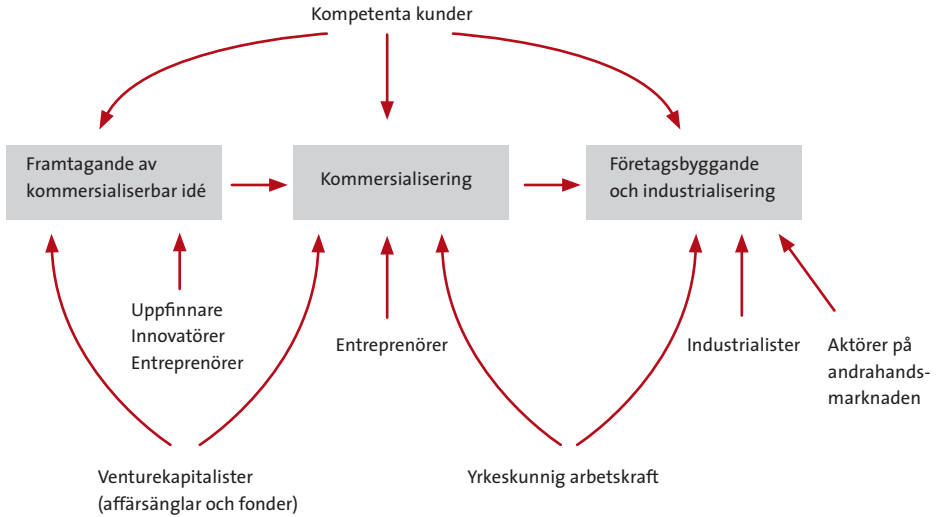 Kompetenta kunder
Framtagande av
kommersialiserbar idé
Kommersialisering
Företagsbyggande
och industrialisering
Uppfinnare
Innovatörer
Entreprenörer
Entreprenörer
Industrialister
Aktörer på
andrahands-
marknaden
Venturekapitalister
(affärsänglar och fonder)
Yrkeskunnig arbetskraft